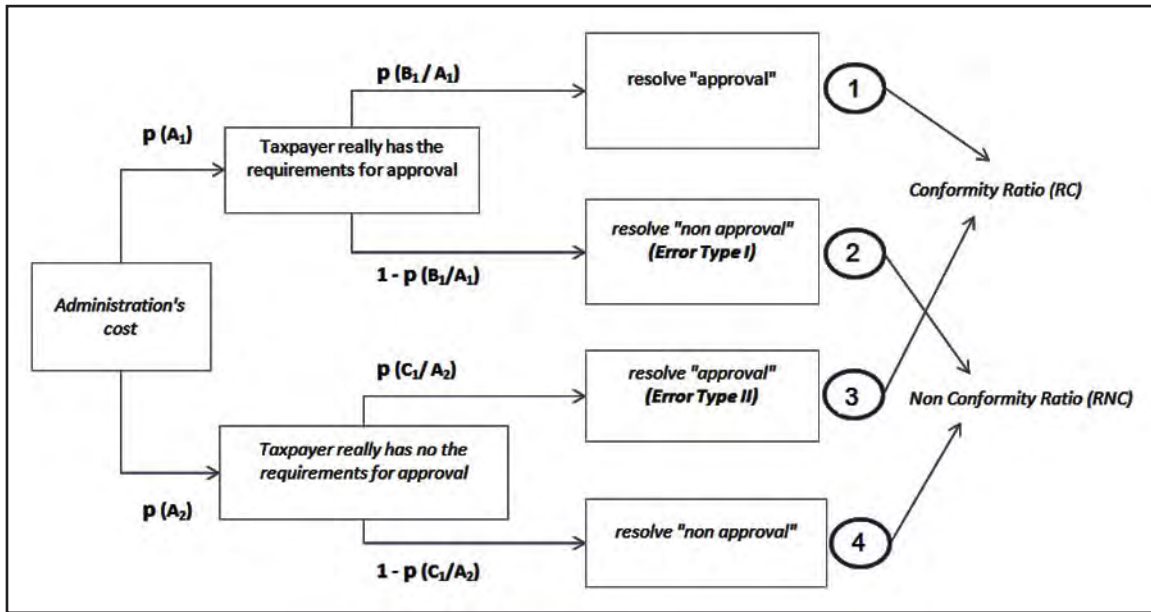 p (B₁ / A₁)
resolve "approval"
1
p (A₁)
Taxpayer really has the
requirements for approval
Conformity Ratio (RC)
resolve "non approval"
(Error Type I)
2
1 - p (B₁/A₁)
Administration's
cost
p (C₁/ A₂)
resolve "approval"
(Error Type II)
3
Non Conformity Ratio (RNC)
Taxpayer really has no the
requirements for approval
p (A₂)
resolve "non approval"
4
1 - p (C₁/A₂)